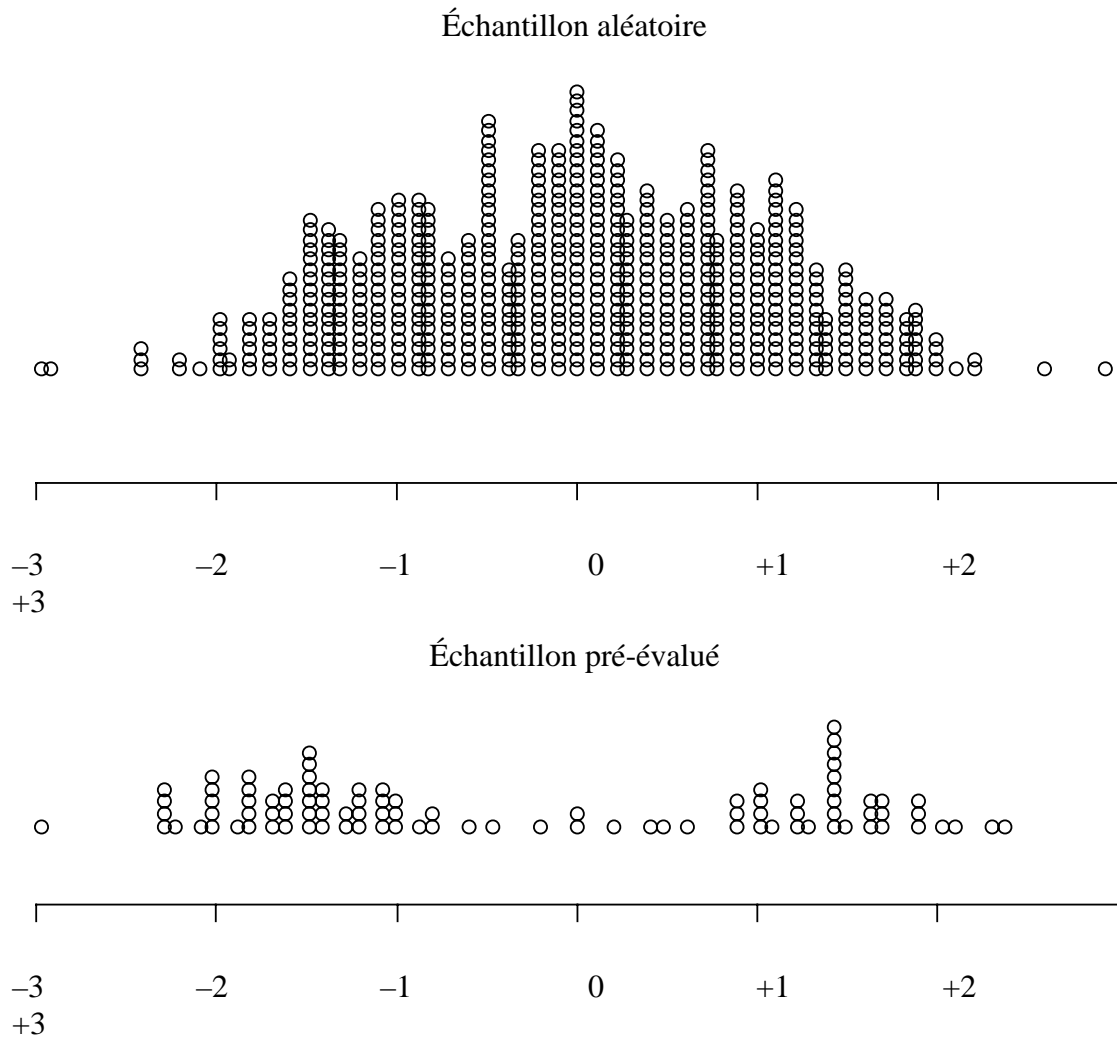 Échantillon aléatoire
–3 –2 –1 0 +1 +2
+3
Échantillon pré-évalué
–3 –2 –1 0 +1 +2
+3